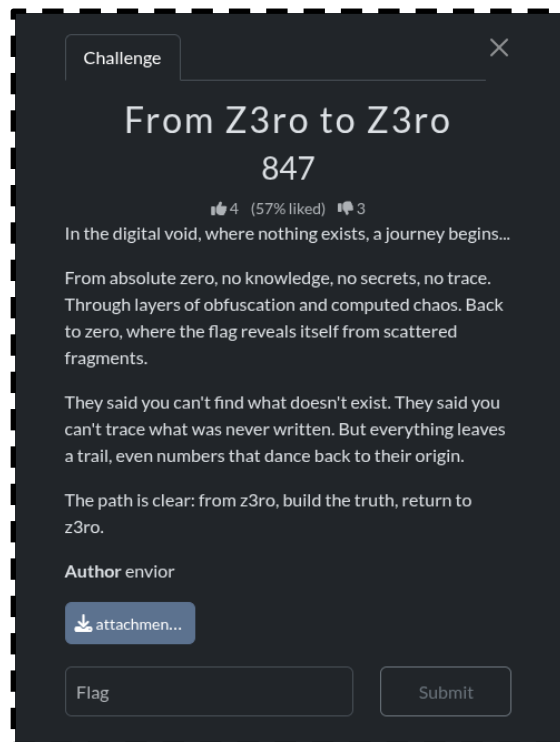 Challenge
From Z3ro to Z3ro
847
4 (57% liked) 3
In the digital void, where nothing exists, a journey begins...
From absolute zero, no knowledge, no secrets, no trace.
Through layers of obfuscation and computed chaos. Back
to zero, where the flag reveals itself from scattered
fragments.
They said you can't find what doesn't exist. They said you
can't trace what was never written. But everything leaves
a trail, even numbers that dance back to their origin.
The path is clear: from z3ro, build the truth, return to
z3ro.
Author envior
attachmen...
Flag
Submit